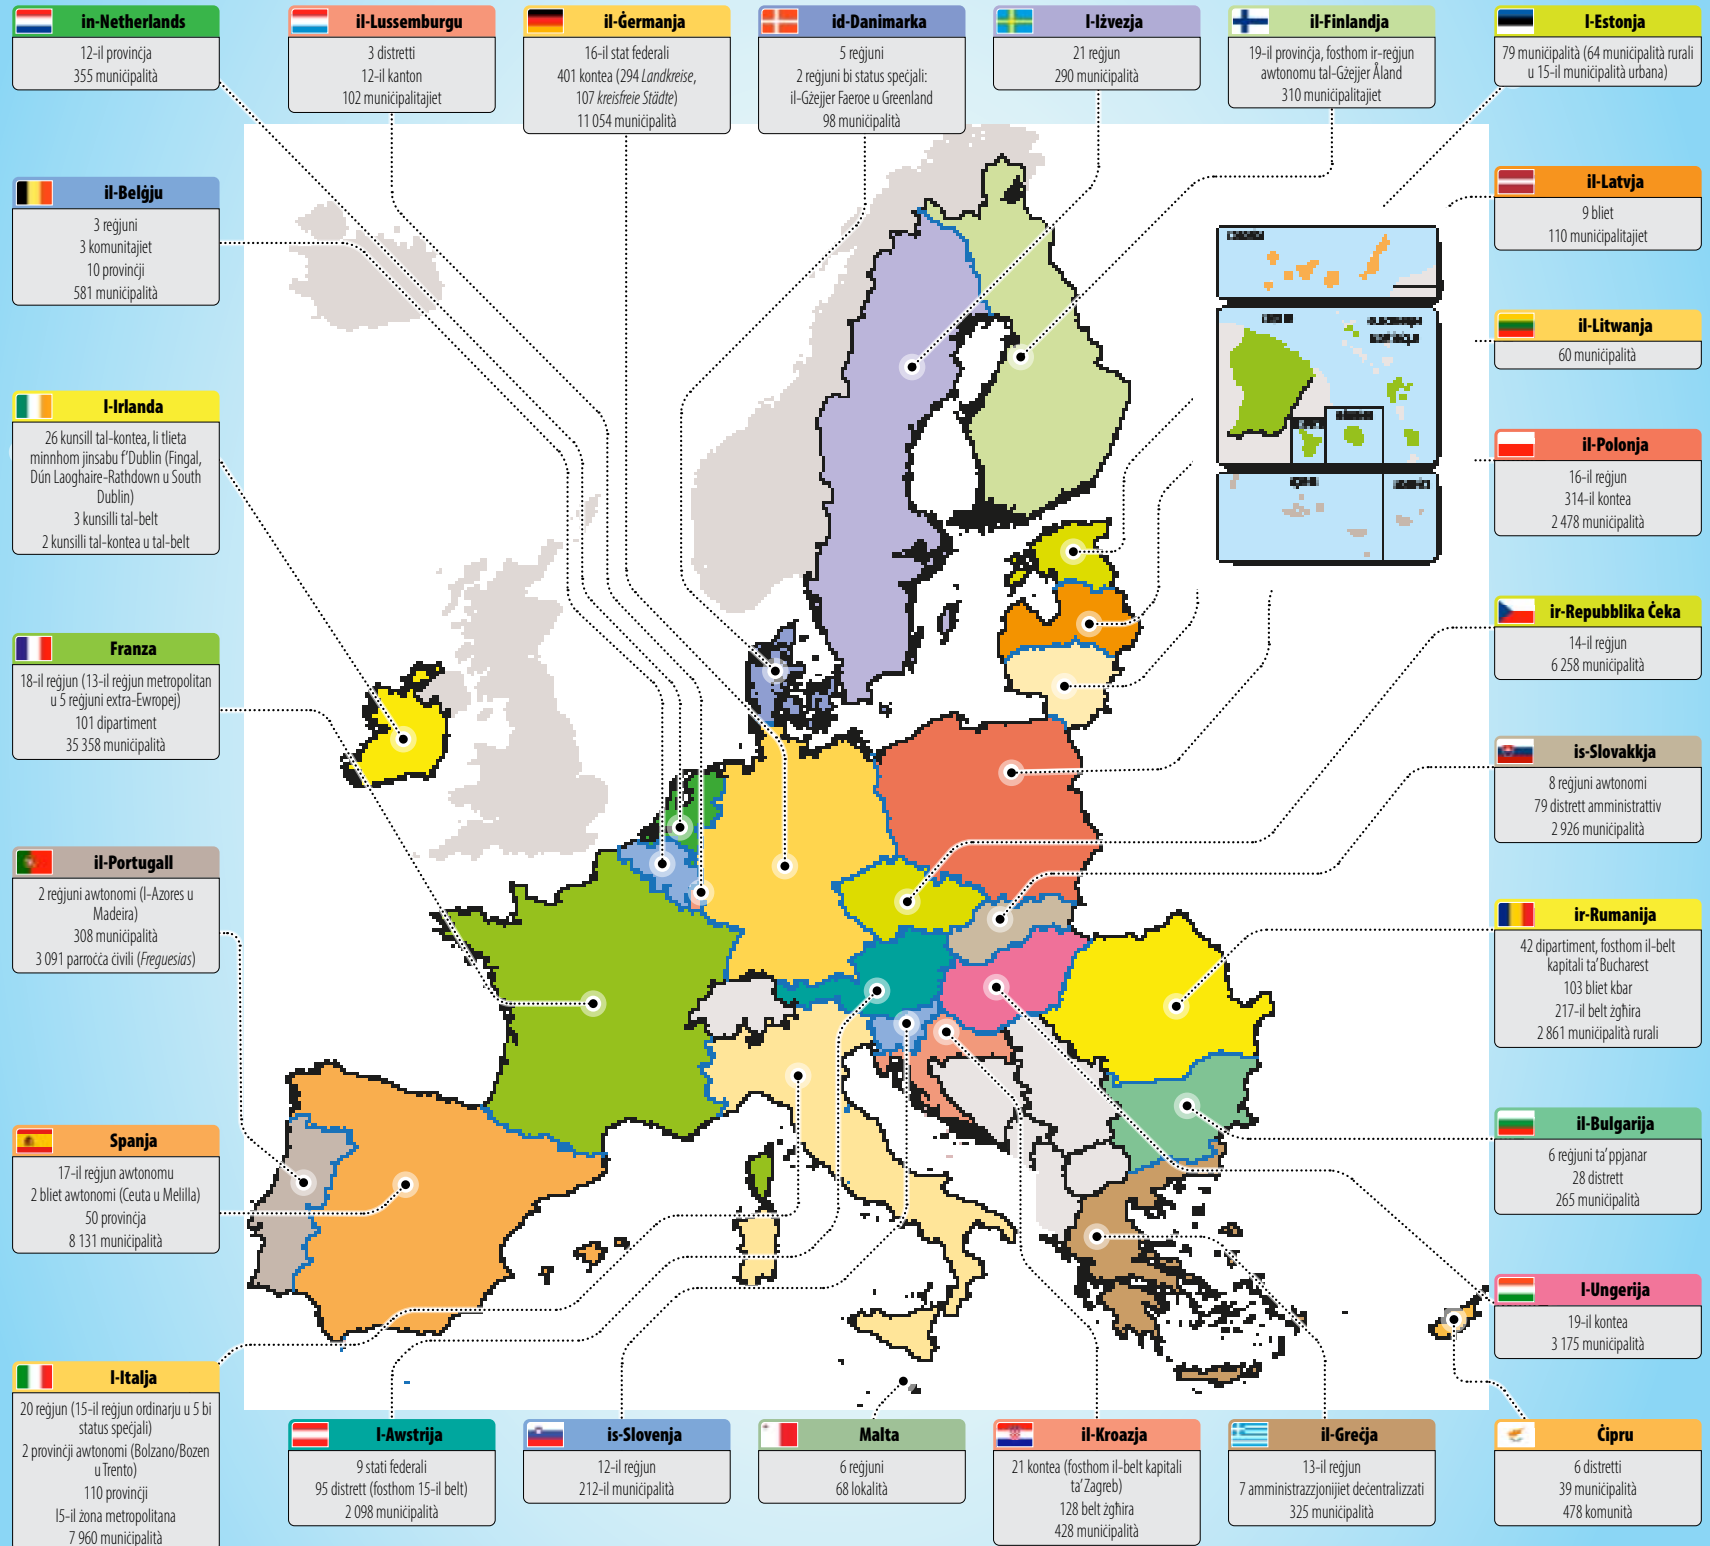 in-Netherlands
12-il provinċja
355 muniċipalità
il-Lussemburgu
3 distretti
12-il kanton
102 muniċipalitajiet
il-Ġermanja
16-il stat federali
401 kontea (294 Landkreise,
107 kreisfreie Städte)
11 054 muniċipalità
id-Danimarka
5 reġjuni
2 reġjuni bi status speċjali:
il-Gżejjer Faeroe u Greenland
98 muniċipalità
l-Iżvezja
21 reġjun
290 muniċipalità
il-Finlandja
19-il provinċja, fosthom ir-reġjun
awtonomu tal-Gżejjer Åland
310 muniċipalitajiet
l-Estonja
79 muniċipalità (64 muniċipalità rurali
u 15-il muniċipalità urbana)
il-Belġju
3 reġjuni
3 komunitajiet
10 provinċji
581 muniċipalità
il-Latvja
9 bliet
110 muniċipalitajiet
il-Litwanja
60 muniċipalità
l-Irlanda
26 kunsill tal-kontea, li tlieta
minnhom jinsabu f'Dublin (Fingal,
Dún Laoghaire-Rathdown u South
Dublin)
3 kunsilli tal-belt
2 kunsilli tal-kontea u tal-belt
il-Polonja
16-il reġjun
314-il kontea
2 478 muniċipalità
Franza
18-il reġjun (13-il reġjun metropolitan
u 5 reġjuni extra-Ewropej)
101 dipartiment
35 358 muniċipalità
ir-Repubblika Ċeka
14-il reġjun
6 258 muniċipalità
is-Slovakkja
8 reġjuni awtonomi
79 distrett amministrattiv
2 926 muniċipalità
il-Portugall
2 reġjuni awtonomi (l-Azores u
Madeira)
308 muniċipalità
3 091 parroċċa ċivili (Freguesias)
ir-Rumanija
42 dipartiment, fosthom il-belt
kapitali ta' Bucharest
103 bliet kbar
217-il belt żgħira
2 861 muniċipalità rurali
Spanja
17-il reġjun awtonomu
2 bliet awtonomi (Ceuta u Melilla)
50 provinċja
8 131 muniċipalità
il-Bulgarija
6 reġjuni ta' ppjanar
28 distrett
265 muniċipalità
l-Ungerija
19-il kontea
3 175 muniċipalità
l-Italja
20 reġjun (15-il reġjun ordinarju u 5 bi
status speċjali)
2 provinċji awtonomi (Bolzano/Bozen
u Trento)
110 provinċji
l5-il żona metropolitana
7 960 muniċipalità
l-Awstrija
9 stati federali
95 distrett (fosthom 15-il belt)
2 098 muniċipalità
is-Slovenja
12-il reġjun
212-il muniċipalità
Malta
6 reġjuni
68 lokalità
il-Kroazja
21 kontea (fosthom il-belt kapitali
ta' Zagreb)
128 belt żgħira
428 muniċipalità
il-Greċja
13-il reġjun
7 amministrazzjonijiet deċentralizzati
325 muniċipalità
Ċipru
6 distretti
39 muniċipalità
478 komunità